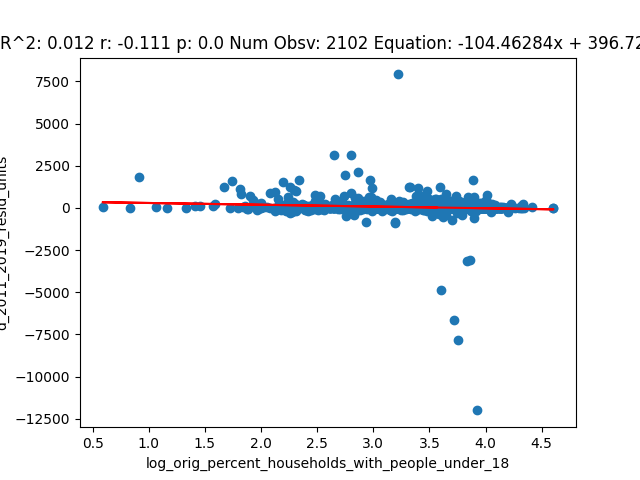 R^2: 0.012 r: -0.111 p: 0.0 Num Obsv: 2102 Equation: -104.46284x + 396.72
7500
5000
2500
0
−2500
−5000
−7500
−10000
−12500
d_2011_2019_resid_units
0.5 1.0 1.5 2.0 2.5 3.0 3.5 4.0 4.5
log_orig_percent_households_with_people_under_18